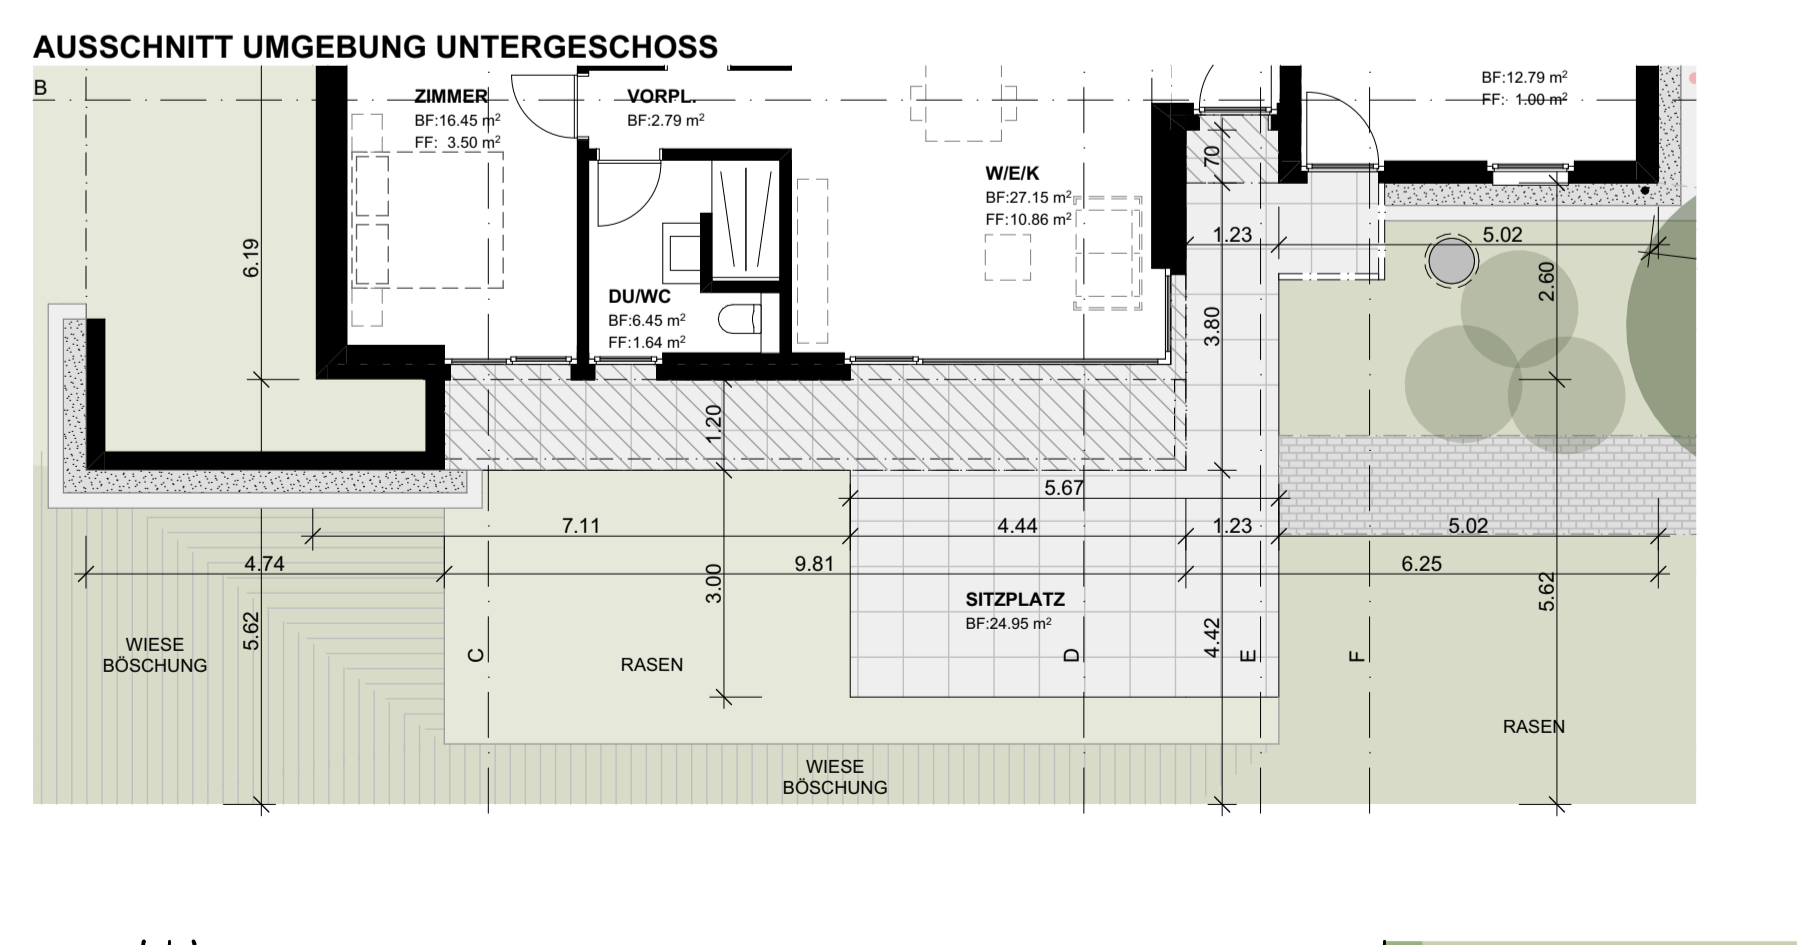 AUSSCHNITT UMGEBUNG UNTERGESCHOSS
B
ZIMMER
BF:16.45 m²
FF: 3.50 m²
VORPL.
BF:2.79 m²
BF:12.79 m²
FF: 1.00 m²
W/E/K
BF:27.15 m²
FF:10.86 m²
70
6.19
1.23
5.02
2.60
DU/WC
BF:6.45 m²
FF:1.64 m²
3.80
1.20
5.67
7.11
4.44
1.23
5.02
4.74
9.81
6.25
3.00
5.62
SITZPLATZ
BF:24.95 m²
5.62
4.42
WIESE
BÖSCHUNG
C
RASEN
D
E
F
RASEN
WIESE
BÖSCHUNG